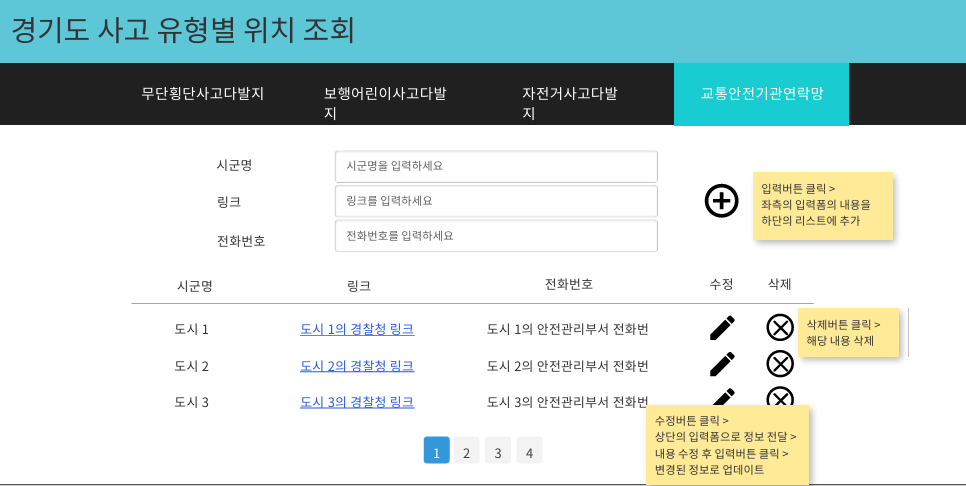 경기도 사고 유형별 위치 조회
무단횡단사고다발지
보행어린이사고다발
지
자전거사고다발
지
교통안전기관연락망
시군명
시군명을 입력하세요
링크
링크를 입력하세요
전화번호
전화번호를 입력하세요
입력버튼 클릭 >
좌측의 입력폼의 내용을
하단의 리스트에 추가
시군명 링크 전화번호 수정 삭제
도시 1 도시 1의 경찰청 링크 도시 1의 안전관리부서 전화번
도시 2 도시 2의 경찰청 링크 도시 2의 안전관리부서 전화번
도시 3 도시 3의 경찰청 링크 도시 3의 안전관리부서 전화번
삭제버튼 클릭 >
해당 내용 삭제
수정버튼 클릭 >
상단의 입력폼으로 정보 전달 >
내용 수정 후 입력버튼 클릭 >
변경된 정보로 업데이트
1 2 3 4